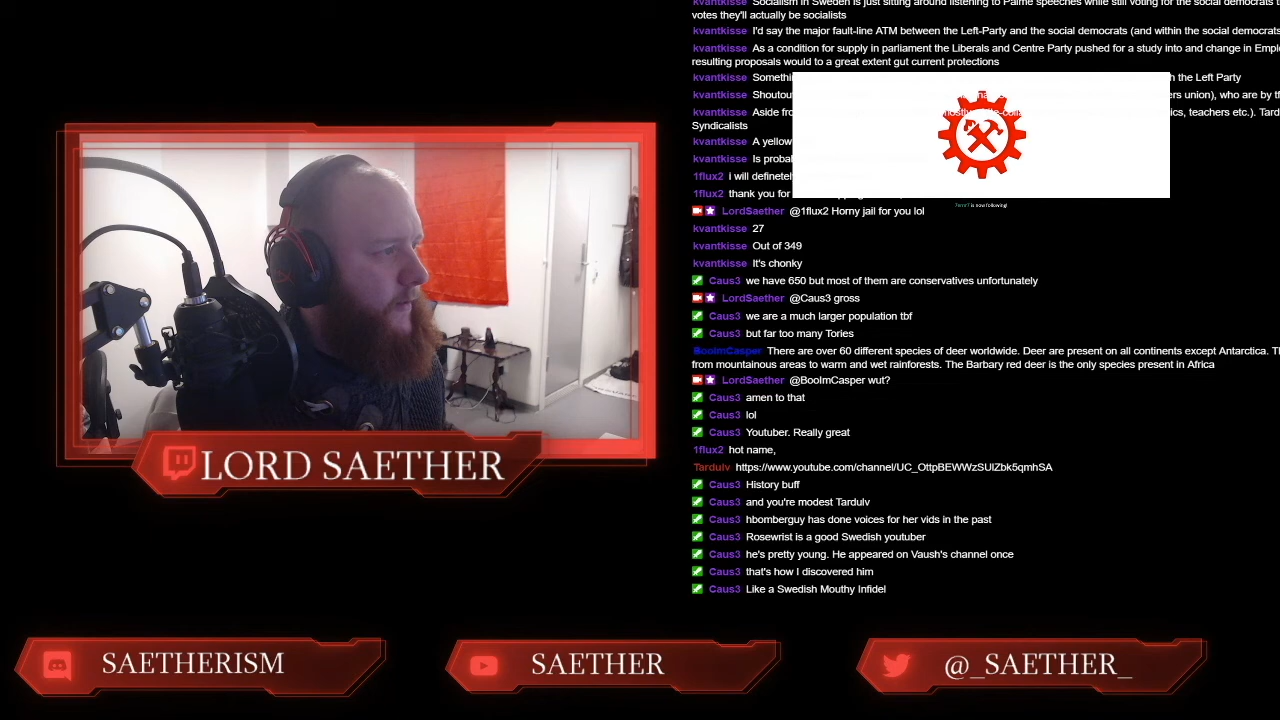 kvantkisse Socialism in Sweden is just sitting around listening to Palme speeches while still voting for the social democrats
votes they'll actually be socialists
kvantkisse I'd say the major fault-line ATM between the Left-Party and the social democrats (and within the social democrats
kvantkisse As a condition for supply in parliament the Liberals and Centre Party pushed for a study into and change in
resulting proposals would to a great extent gut current protections
kvantkisse the Left Party
kvantkisse union), who are by
kvantkisse Aside teachers etc.).
Syndicalists
kvantkisse A yellow
kvantkisse Is
1flux2 i will
1flux2 thank you for
LordSaether @1flux2 Horny jail for you lol
kvantkisse 27
kvantkisse Out of 349
kvantkisse It's chonky
Caus3 we have 650 but most of them are conservatives unfortunately
LordSaether @Caus3 gross
Caus3 we are a much larger population tbf
Caus3 but far too many Tories
BoolmCasper There are over 60 different species of deer worldwide. Deer are present on all continents except Antarctica.
from mountainous areas to warm and wet rainforests. The Barbary red deer is the only species present in Africa
LordSaether @BoolmCasper wut?
Caus3 amen to that
Caus3 lol
Caus3 Youtuber. Really great
1flux2 hot name,
Tardulv https://www.youtube.com/channel/UC_OttpBEWWzSUIZbk5qmhSA
Caus3 History buff
Caus3 and you're modest Tardulv
Caus3 hbomberguy has done voices for her vids in the past
Caus3 Rosewrist is a good Swedish youtuber
Caus3 he's pretty young. He appeared on Vaush's channel once
Caus3 that's how I discovered him
Caus3 Like a Swedish Mouthy Infidel
is now following!
LORD SAETHER
SAETHERISM
SAETHER
@_SAETHER_